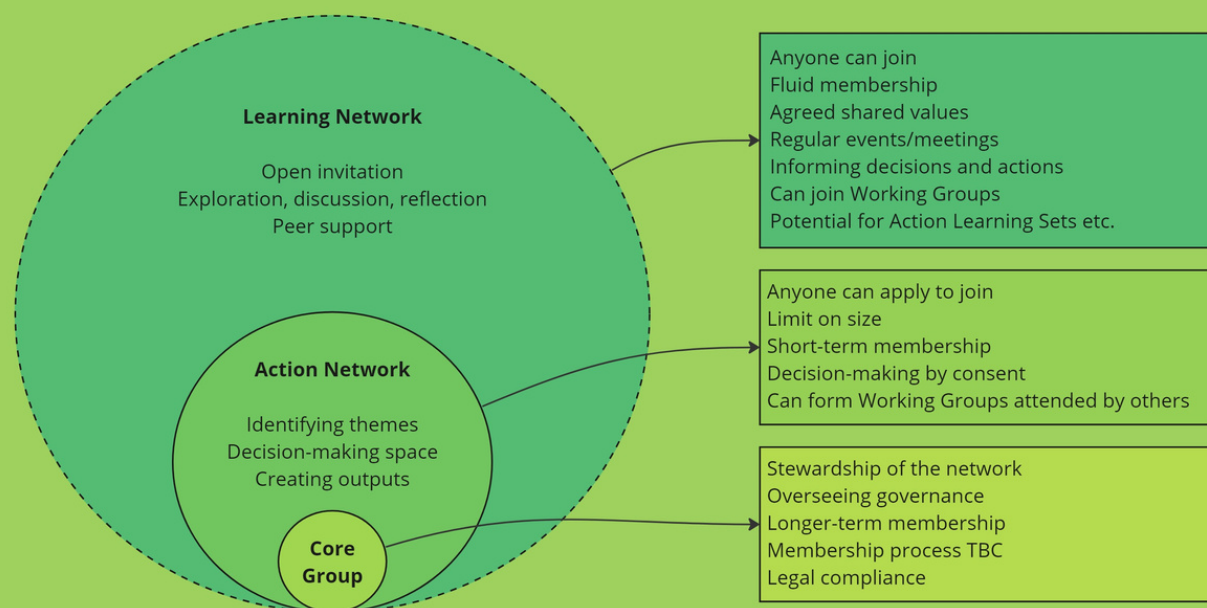 Learning Network
Open invitation
Exploration, discussion, reflection
Peer support
Action Network
Identifying themes
Decision-making space
Creating outputs
Core
Group
Anyone can join
Fluid membership
Agreed shared values
Regular events/meetings
Informing decisions and actions
Can join Working Groups
Potential for Action Learning Sets etc.
Anyone can apply to join
Limit on size
Short-term membership
Decision-making by consent
Can form Working Groups attended by others
Stewardship of the network
Overseeing governance
Longer-term membership
Membership process TBC
Legal compliance